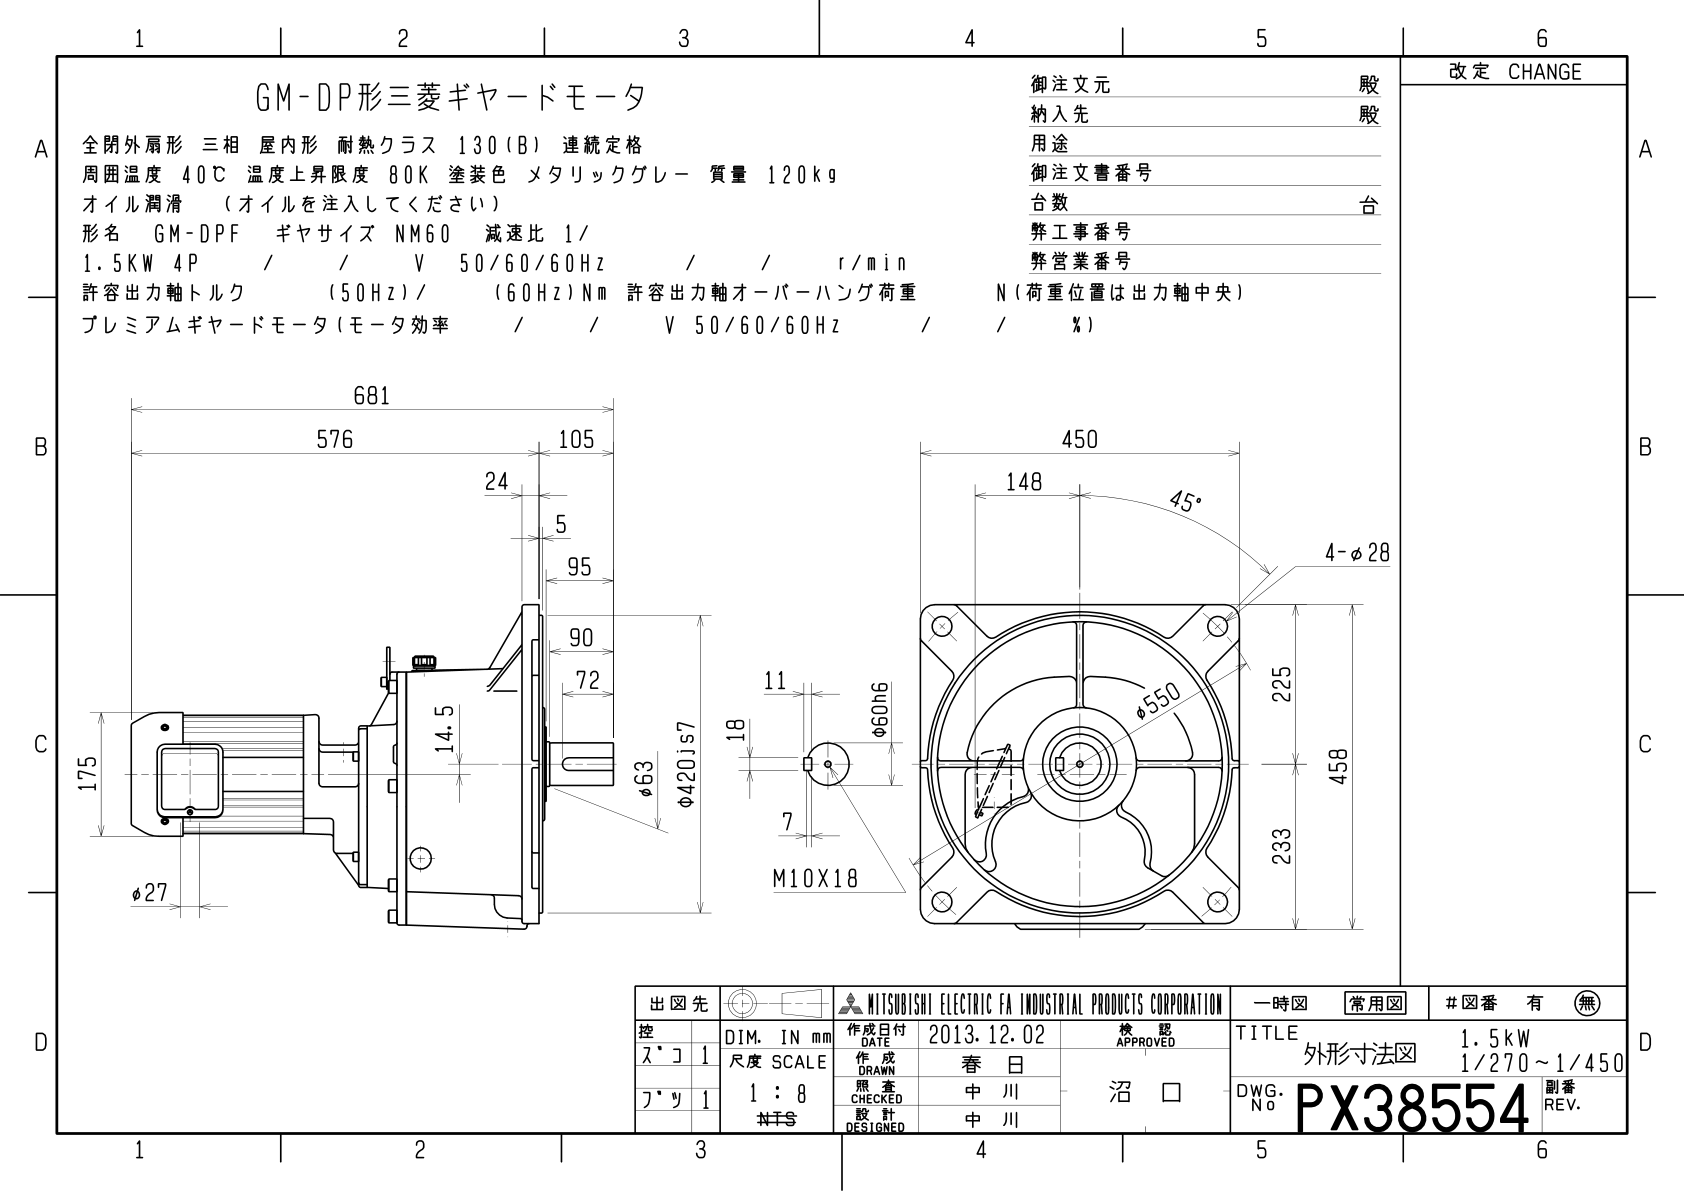 1 2 3 4 5 6
改定 CHANGE
GM-DP形三菱ギヤードモータ
全閉外扇形 三相 屋内形 耐熱クラス 130(B) 連続定格
周囲温度 40℃ 温度上昇限度 80K 塗装色 メタリックグレー 質量 120kg
オイル潤滑 (オイルを注入してください)
形名 GM-DPF ギヤサイズ NM60 減速比 1/
1.5KW 4P / / V 50/60/60Hz / / r/min
許容出力軸トルク (50Hz)/ (60Hz)Nm 許容出力軸オーバーハング荷重 N(荷重位置は出力軸中央)
プレミアムギヤードモータ(モータ効率 / / V 50/60/60Hz / / %)
御注文元 殿
納入先 殿
用途
御注文書番号
台数 台
弊工事番号
弊営業番号
A A
B B
C C
D D
681
576 105
24
5
95
90
72
14.5
175
φ27
φ63
Φ420js7
11
18
7
Φ60h6
M10X18
450
148
45°
4-φ28
φ550
225
458
233
出図先
控
ズコ 1
ブツ 1
DIM. IN mm
尺度 SCALE
1 : 8
NTS
MITSUBISHI ELECTRIC FA INDUSTRIAL PRODUCTS CORPORATION
作成日付 DATE 2013.12.02
作成 DRAWN 春日
照査 CHECKED 中川
設計 DESIGNED 中川
検認 APPROVED
沼口
一時図 常用図 #図番 有 無
TITLE
外形寸法図
1.5kW
1/270~1/450
DWG. No PX38554
副番 REV.
1 2 3 4 5 6